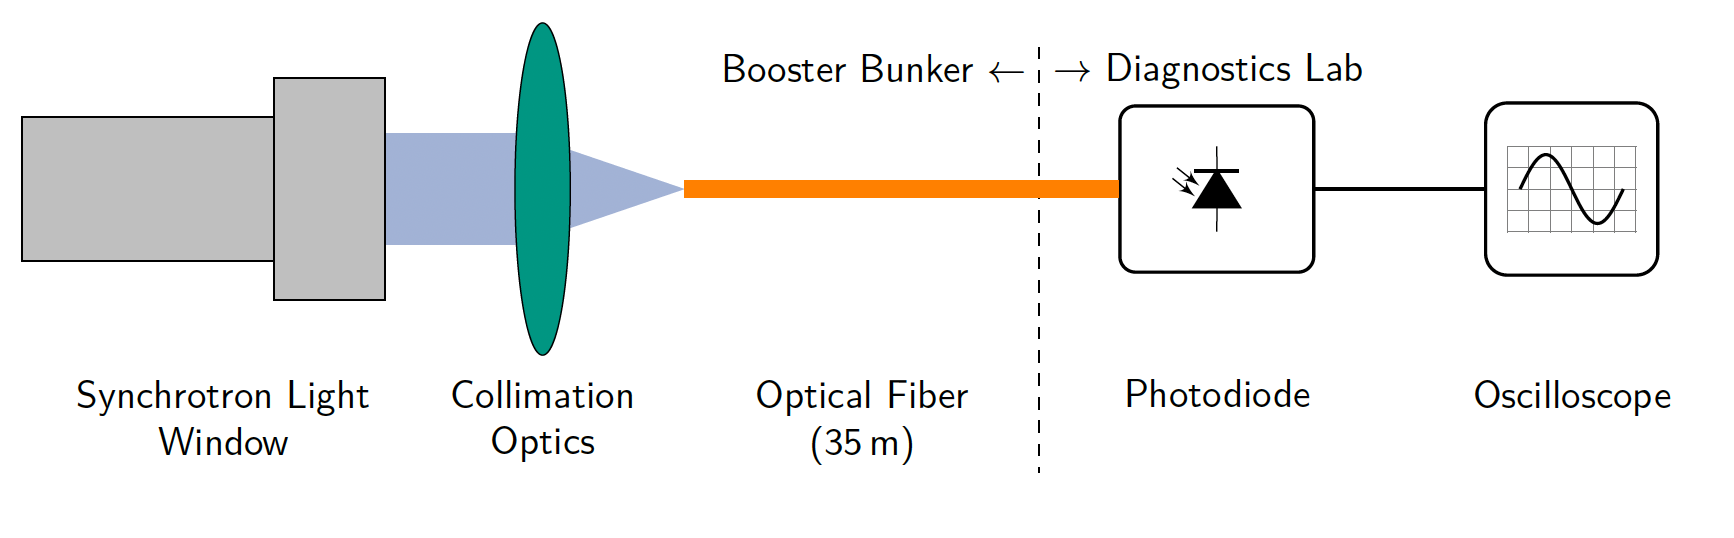 Booster Bunker ← → Diagnostics Lab
Synchrotron Light
Window
Collimation
Optics
Optical Fiber
(35 m)
Photodiode
Oscilloscope